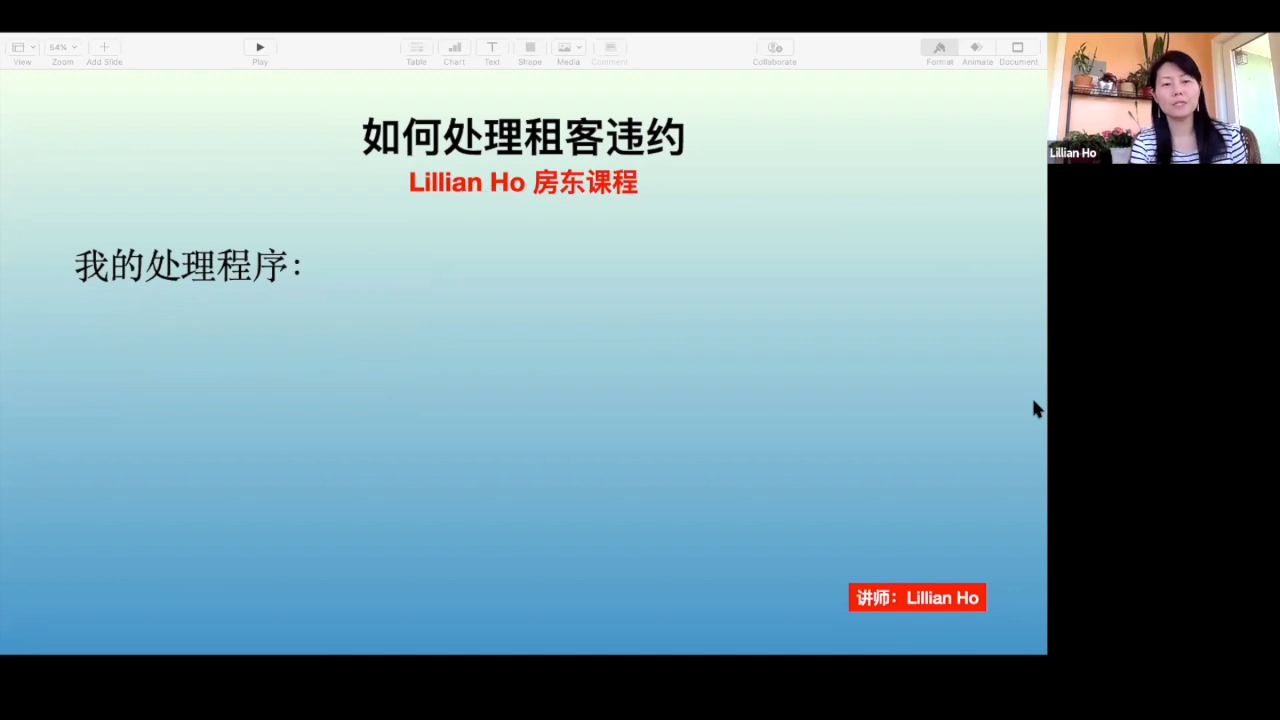 54%
View
Zoom
Add Slide
Play
Table
Chart
Text
Shape
Media
Comment
Collaborate
Format
Animate
Document
Lillian Ho
如何处理租客违约
Lillian Ho 房东课程
我的处理程序：
讲师：Lillian Ho